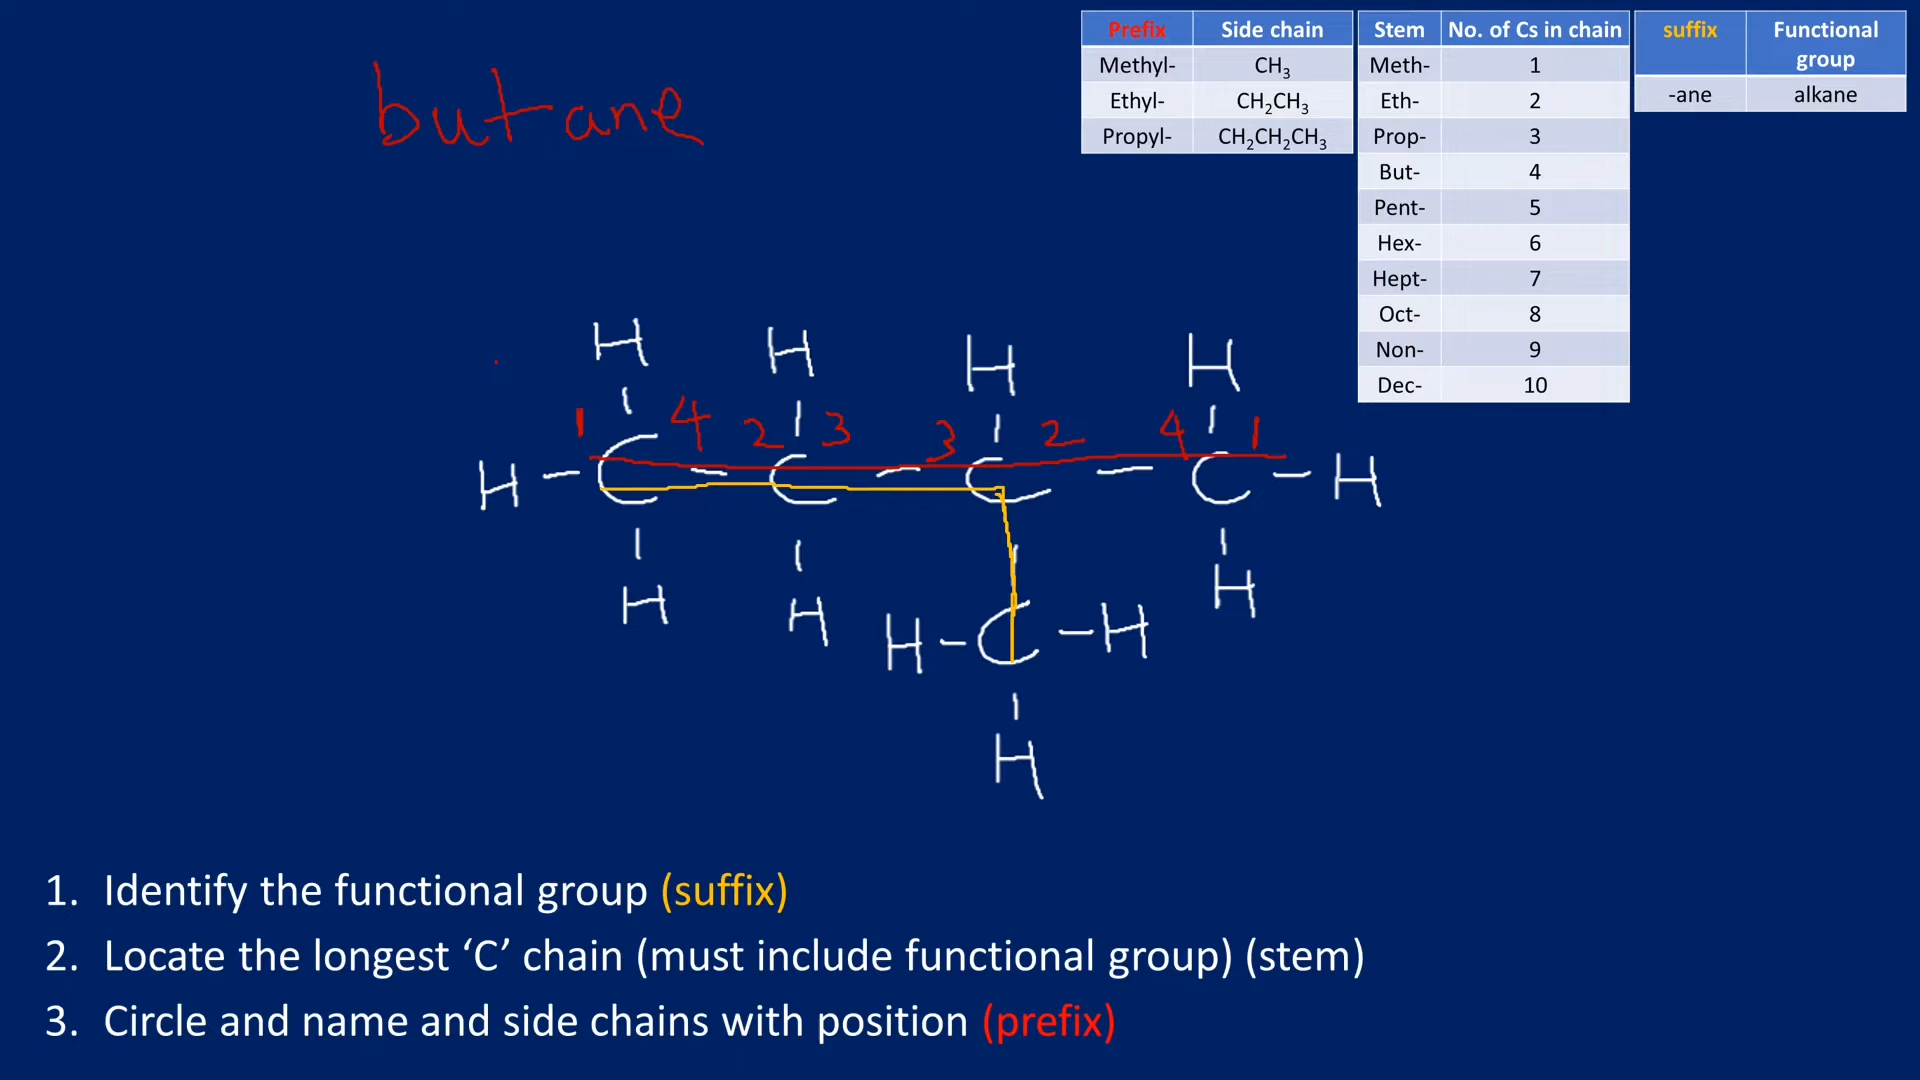 butane
Prefix Side chain
Methyl- CH₃
Ethyl- CH₂CH₃
Propyl- CH₂CH₂CH₃
Stem No. of Cs in chain
Meth- 1
Eth- 2
Prop- 3
But- 4
Pent- 5
Hex- 6
Hept- 7
Oct- 8
Non- 9
Dec- 10
suffix Functional group
-ane alkane
H H H H
1 4 2 3 3 2 4 1
H - C - C - C - C - H
H H H
H - C - H
H
1. Identify the functional group (suffix)
2. Locate the longest ‘C’ chain (must include functional group) (stem)
3. Circle and name and side chains with position (prefix)